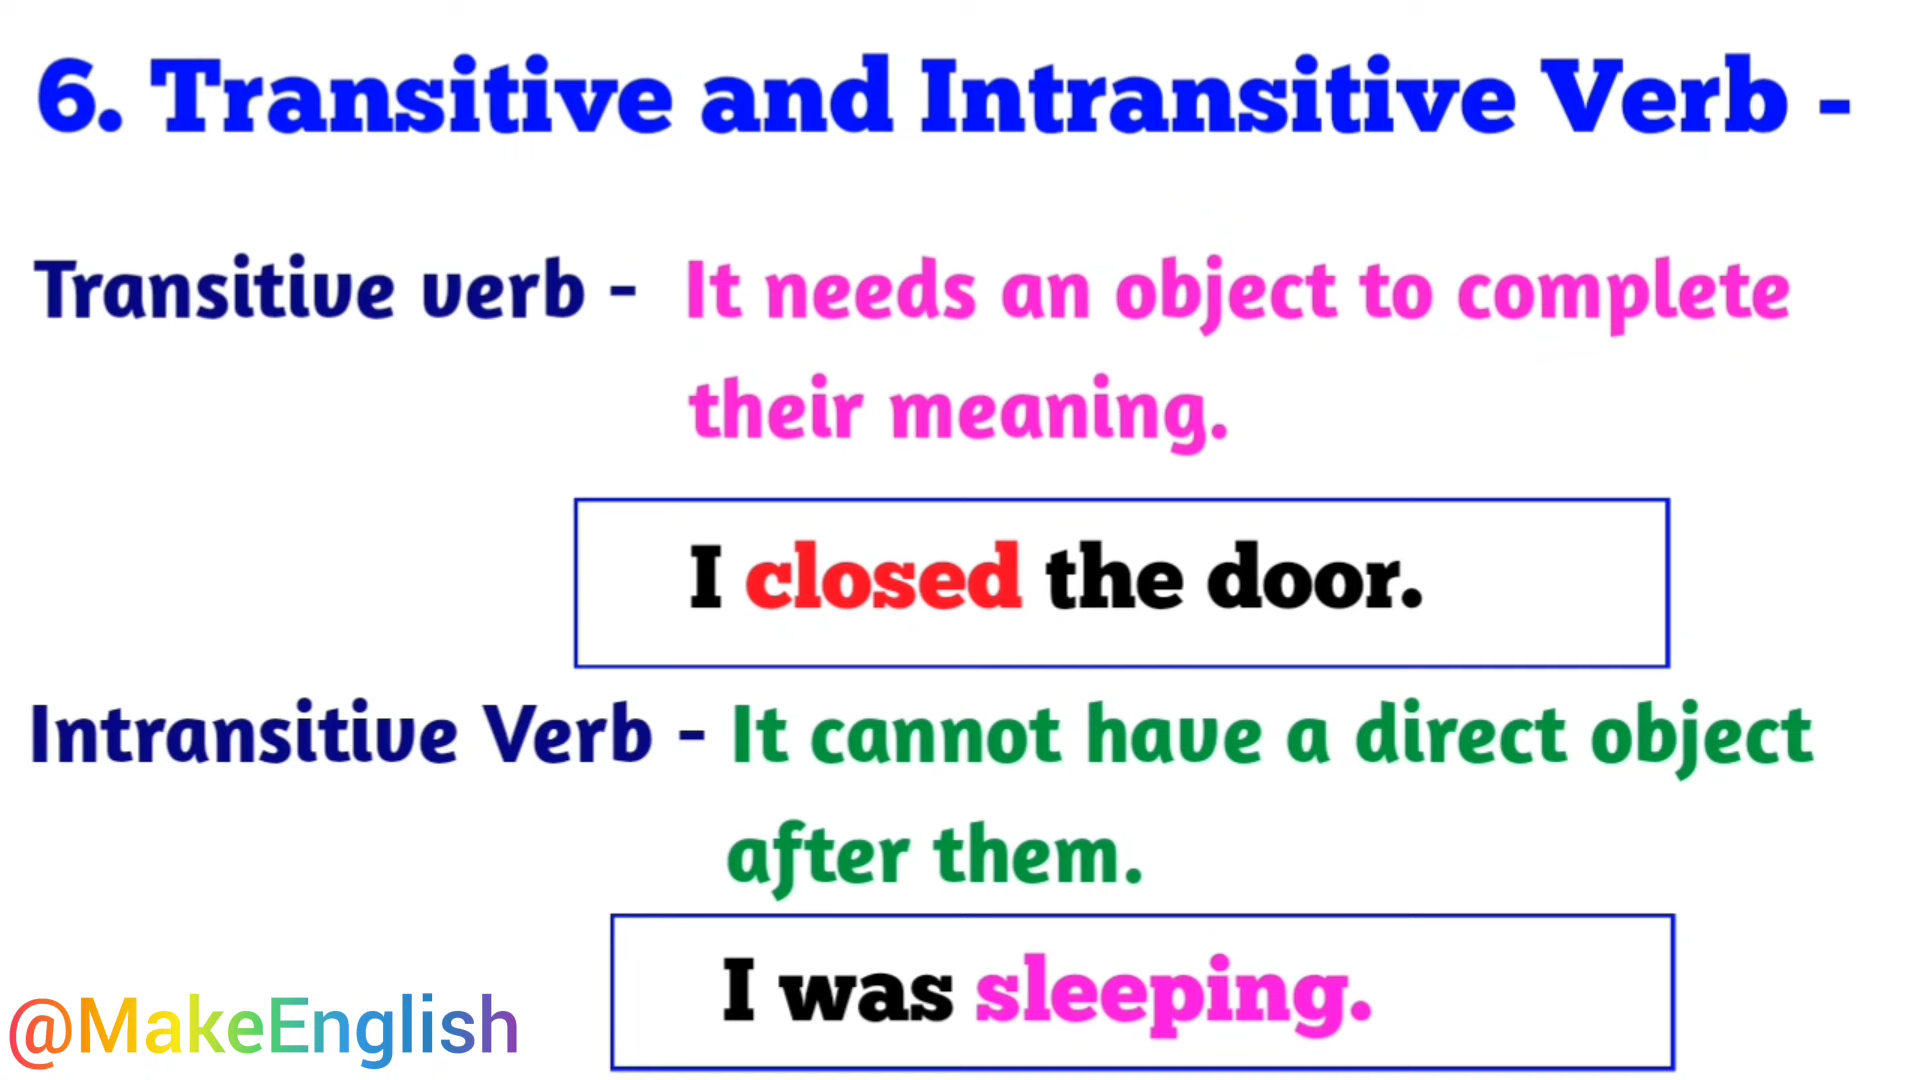 6. Transitive and Intransitive Verb -
Transitive verb - It needs an object to complete
their meaning.
I closed the door.
Intransitive Verb - It cannot have a direct object
after them.
I was sleeping.
@MakeEnglish